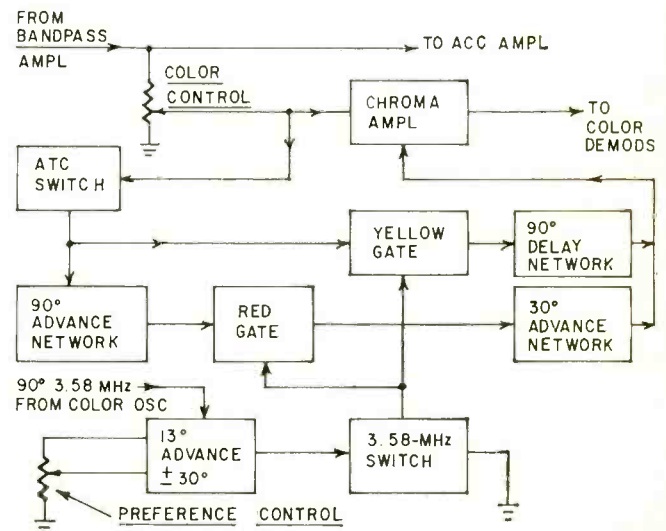 FROM
BANDPASS
AMPL
TO ACC AMPL
COLOR
CONTROL
CHROMA
AMPL
TO
COLOR
DEMODS
ATC
SWITCH
YELLOW
GATE
90°
DELAY
NETWORK
90°
ADVANCE
NETWORK
RED
GATE
30°
ADVANCE
NETWORK
90° 3.58 MHz
FROM COLOR OSC
13°
ADVANCE
± 30°
3.58-MHz
SWITCH
PREFERENCE CONTROL